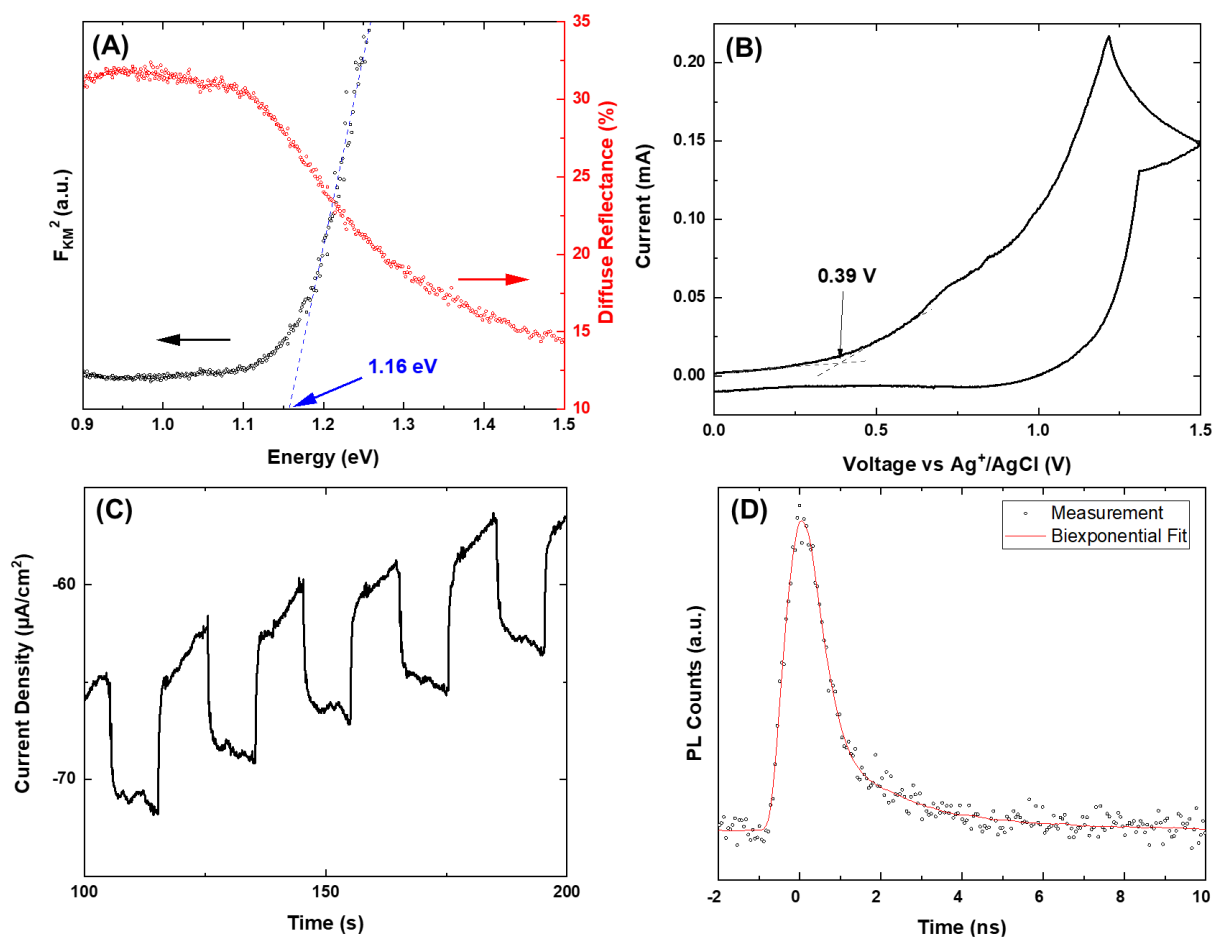 (A)
F_KM² (a.u.)
1.16 eV
Diffuse Reflectance (%)
35
30
25
20
15
10
0.9 1.0 1.1 1.2 1.3 1.4 1.5
Energy (eV)
(B)
Current (mA)
0.20
0.15
0.10
0.05
0.00
0.39 V
0.0 0.5 1.0 1.5
Voltage vs Ag⁺/AgCl (V)
(C)
Current Density (µA/cm²)
-60
-70
100 150 200
Time (s)
(D)
Measurement
Biexponential Fit
PL Counts (a.u.)
-2 0 2 4 6 8 10
Time (ns)